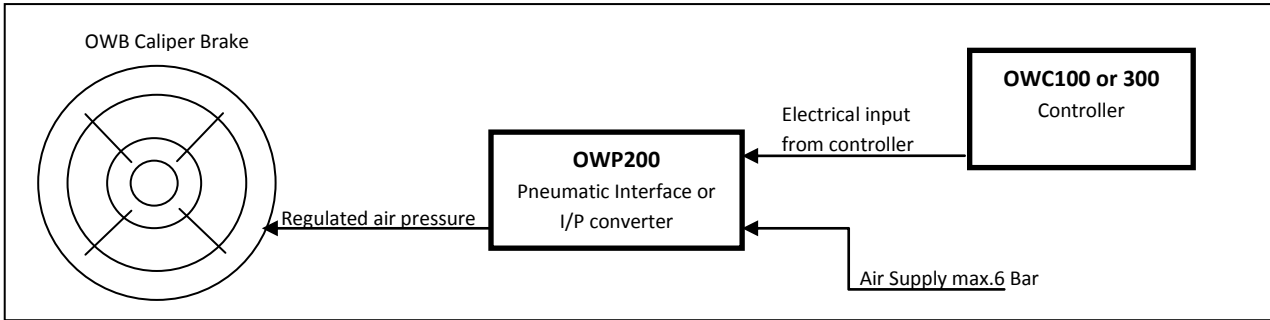 OWB Caliper Brake
OWC100 or 300
Controller
Electrical input
from controller
OWP200
Pneumatic Interface or
I/P converter
Regulated air pressure
Air Supply max.6 Bar